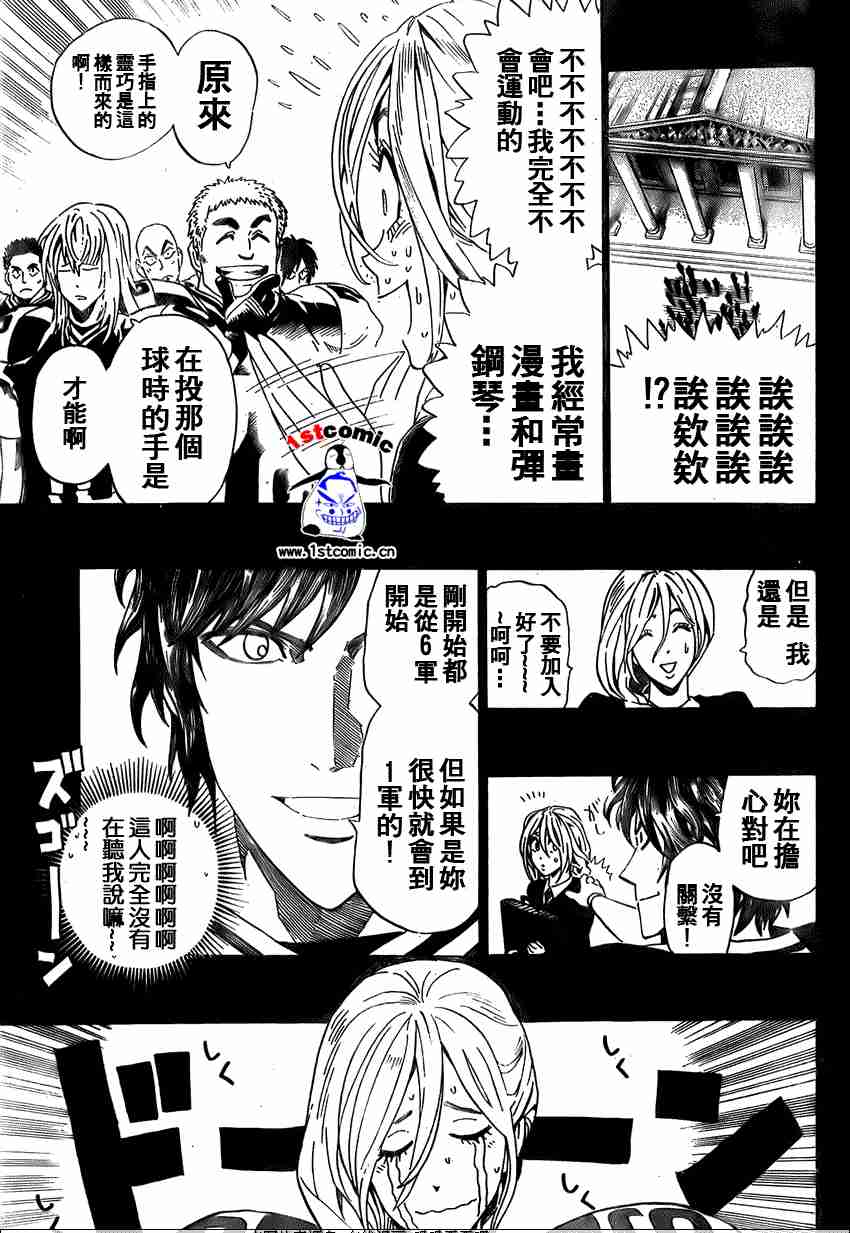 誒誒誒
誒誒誒
誒欸欸
!?
不不不不不不不
會吧…我完全不
會運動的
我經常畫
漫畫和彈
鋼琴…
原來
手指上的
靈巧是這
樣而來的
啊！
在投那個
球時的手是
才能啊
1stcomic
www.1stcomic.cn
但是 我
還是
不要加入
好了~~~
~呵呵…
妳在擔
心對吧
沒有
關繫！
剛開始都
是從6軍
開始
但如果是妳
很快就會到
1軍的！
啊啊啊啊啊啊
這人完全沒有
在聽我說嘛~~
ズゴーン
ドーーン